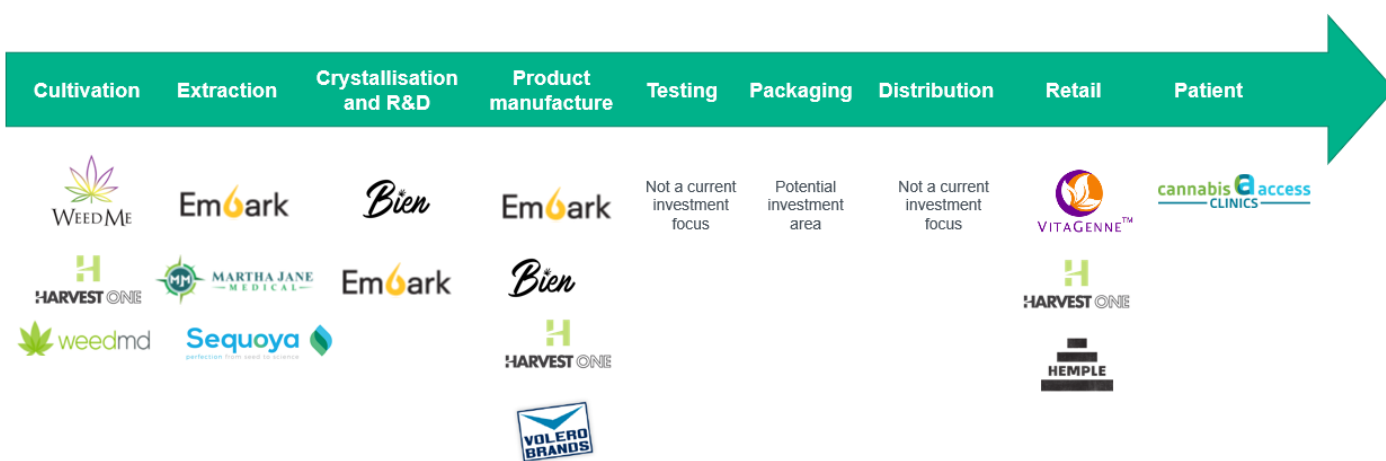 Cultivation
Extraction
Crystallisation
and R&D
Product
manufacture
Testing
Packaging
Distribution
Retail
Patient
WEEDME
Embark
Bien
Embark
Not a current
investment
focus
Potential
investment
area
Not a current
investment
focus
VITAGENNE™
cannabis a access
CLINICS
HARVEST ONE
MM MARTHA JANE
MEDICAL
Embark
Bien
HARVEST ONE
weedmd
Sequoya
perfection from seed to science
HARVEST ONE
HEMPLE
VOLERO
BRANDS